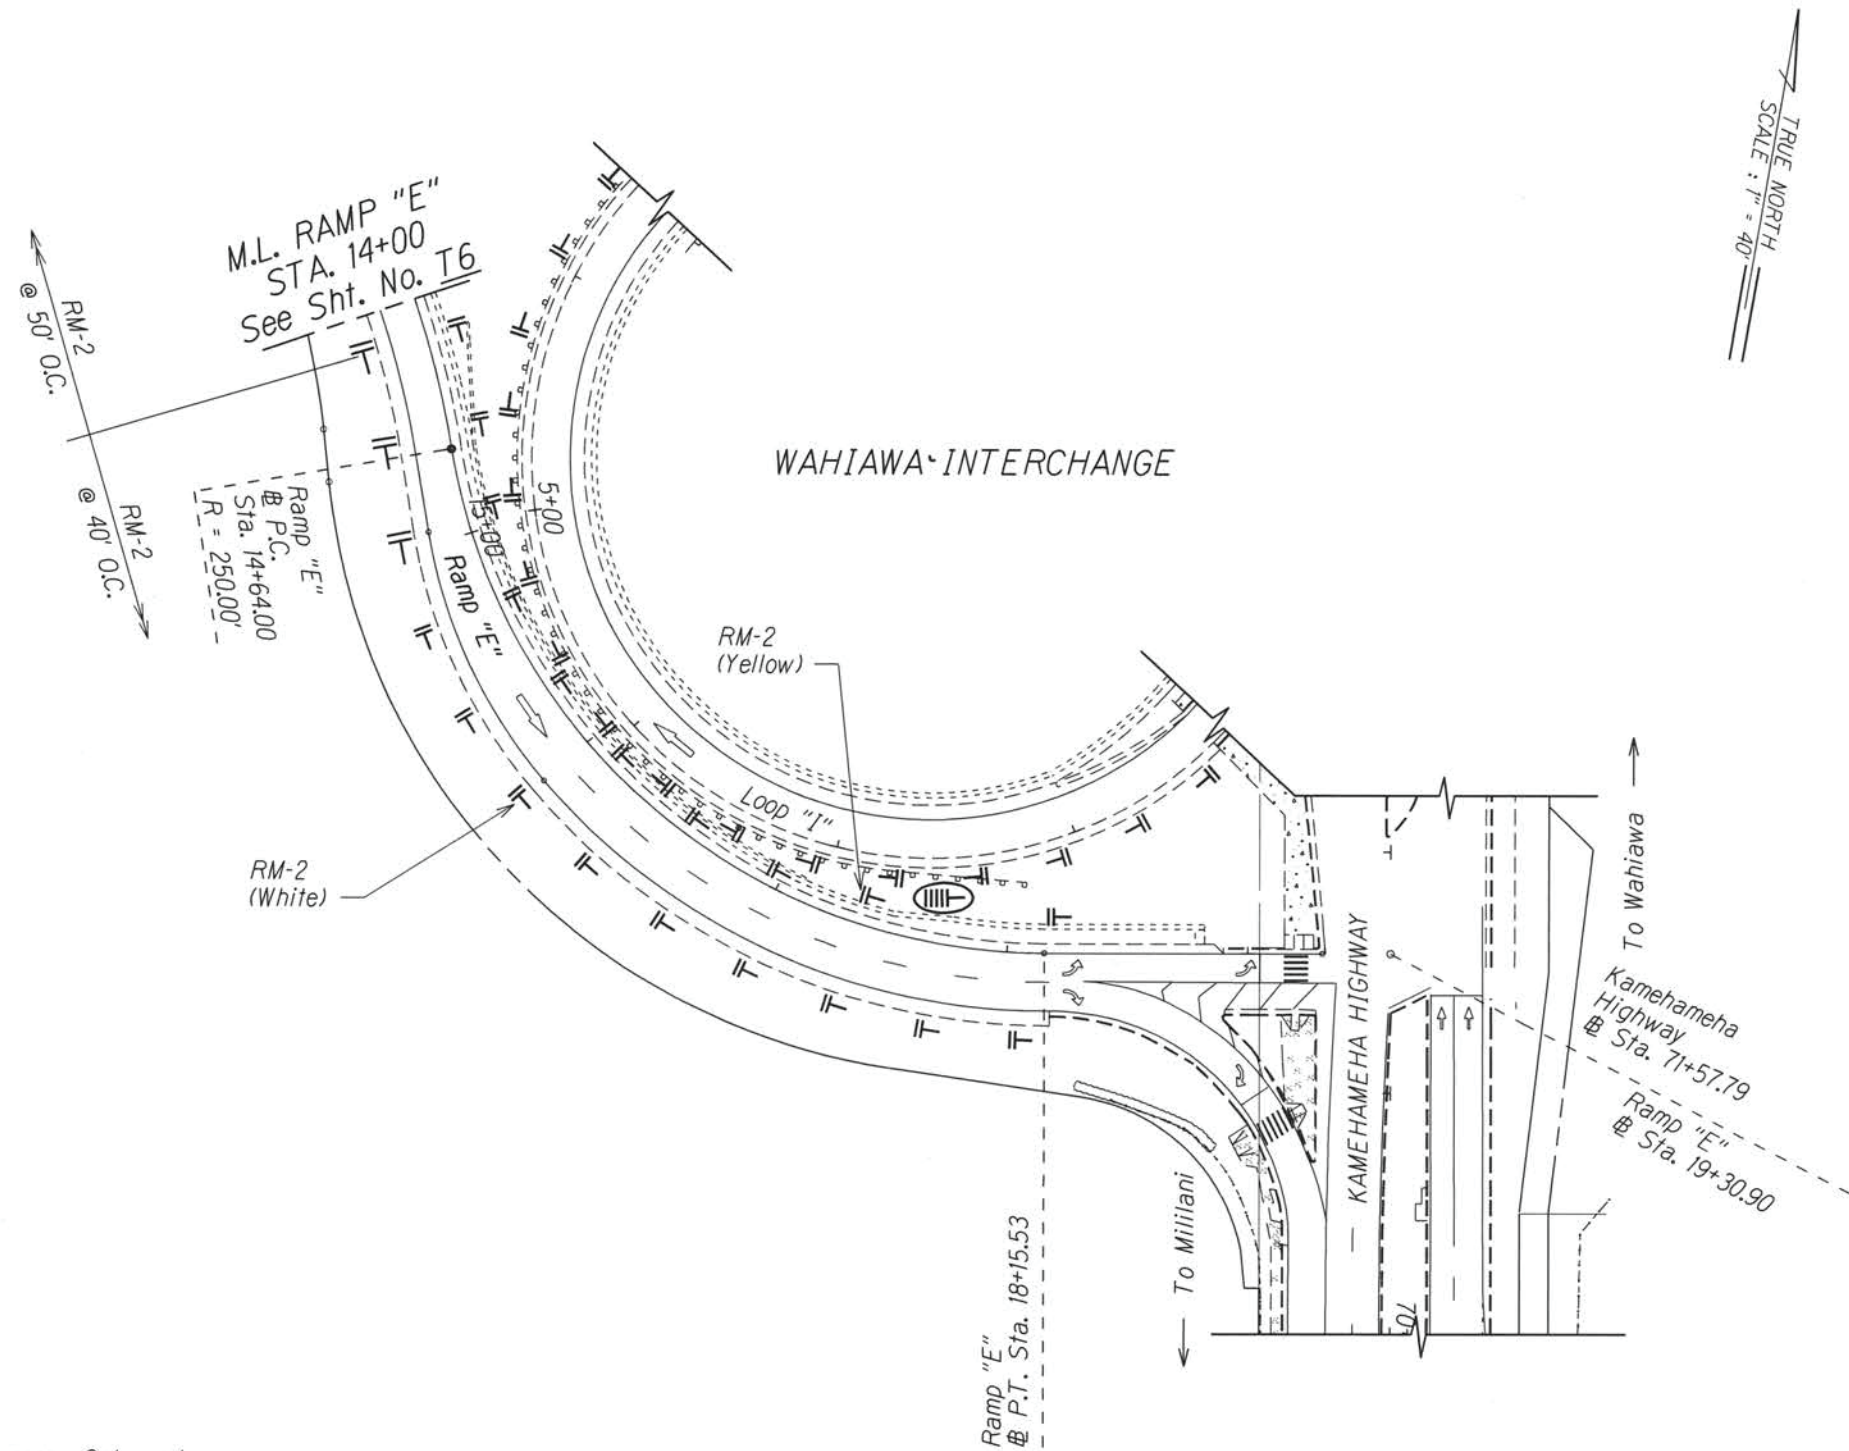 TRUE NORTH
SCALE : 1" = 40'
M.L. RAMP "E"
STA. 14+00
See Sht. No. T6
RM-2
@ 50' O.C.
RM-2
@ 40' O.C.
Ramp "E"
℄ P.C.
Sta. 14+64.00
R = 250.00'
5+00
15+00
Ramp "E"
WAHIAWA INTERCHANGE
RM-2
(Yellow)
Loop "I"
RM-2
(White)
To Wahiawa
KAMEHAMEHA HIGHWAY
Kamehameha
Highway
℄ Sta. 71+57.79
Ramp "E"
℄ Sta. 19+30.90
To Mililani
70
Ramp "E"
℄ P.T. Sta. 18+15.53